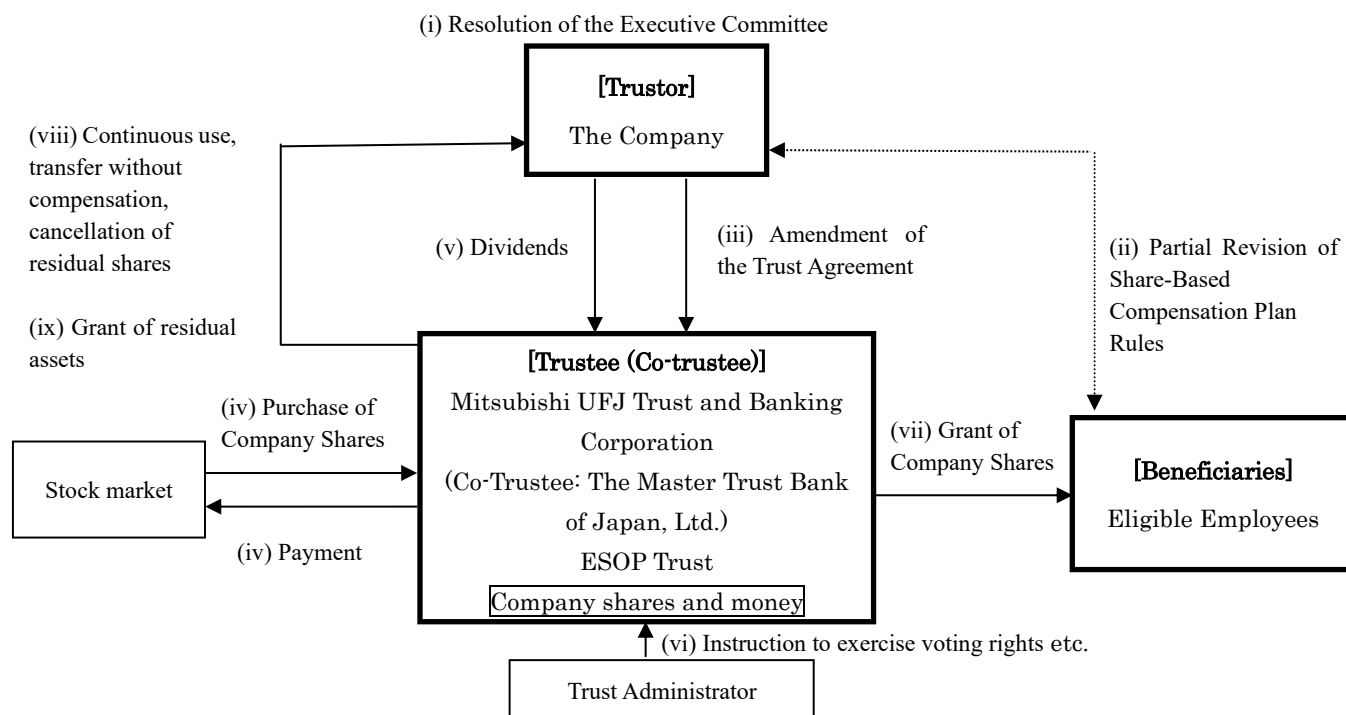 (i) Resolution of the Executive Committee
[Trustor]
The Company
(viii) Continuous use,
transfer without
compensation,
cancellation of
residual shares
(ix) Grant of residual
assets
(v) Dividends
(iii) Amendment of
the Trust Agreement
(ii) Partial Revision of
Share-Based
Compensation Plan
Rules
[Trustee (Co-trustee)]
Mitsubishi UFJ Trust and Banking
Corporation
(Co-Trustee: The Master Trust Bank
of Japan, Ltd.)
ESOP Trust
Company shares and money
(iv) Purchase of
Company Shares
Stock market
(iv) Payment
(vii) Grant of
Company Shares
[Beneficiaries]
Eligible Employees
(vi) Instruction to exercise voting rights etc.
Trust Administrator